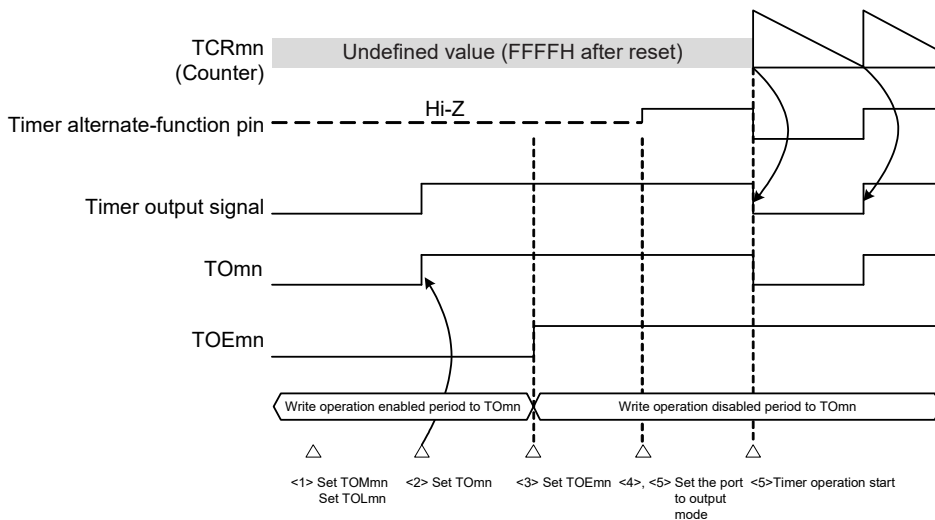 TCRmn
(Counter)
Undefined value (FFFFH after reset)
Hi-Z
Timer alternate-function pin
Timer output signal
TOmn
TOEmn
Write operation enabled period to TOmn
Write operation disabled period to TOmn
<1> Set TOMmn
Set TOLmn
<2> Set TOmn
<3> Set TOEmn
<4>, <5> Set the port
to output
mode
<5>Timer operation start